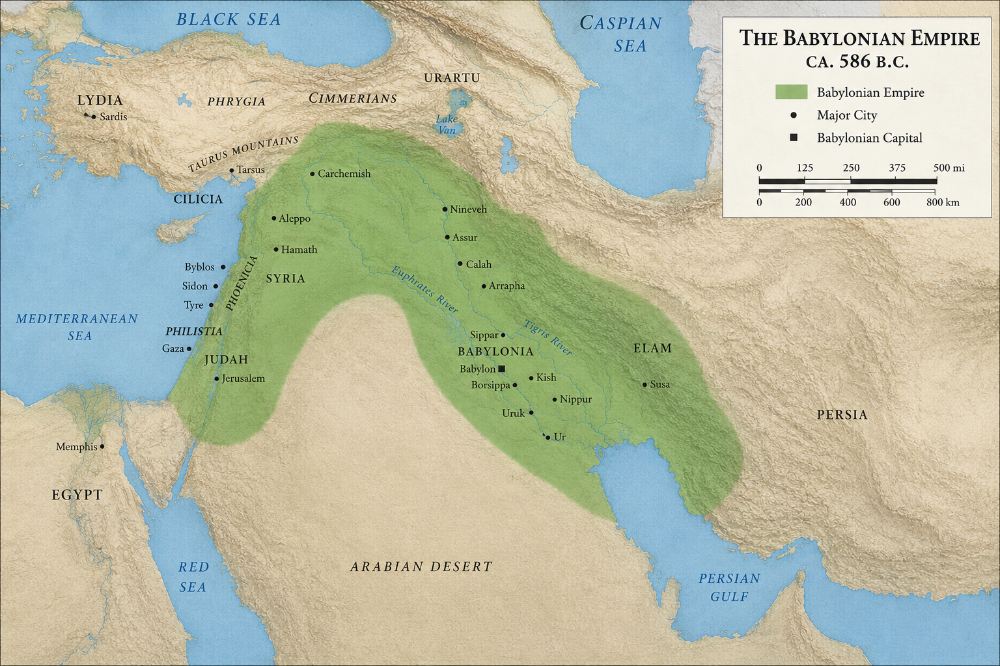 BLACK SEA
CASPIAN
SEA
THE BABYLONIAN EMPIRE
CA. 586 B.C.
Babylonian Empire
Major City
Babylonian Capital
0 125 250 375 500 mi
0 200 400 600 800 km
URARTU
LYDIA
PHRYGIA
CIMMERIANS
Sardis
Lake
Van
TAURUS MOUNTAINS
Tarsus
Carchemish
CILICIA
Nineveh
Aleppo
Assur
Hamath
Calah
Byblos
PHOENICIA
SYRIA
Sidon
Arrapha
Euphrates River
Tyre
MEDITERRANEAN
SEA
PHILISTIA
Sippar
Tigris River
Gaza
JUDAH
BABYLONIA
ELAM
Babylon
Jerusalem
Kish
Borsippa
Susa
Nippur
Uruk
PERSIA
Ur
Memphis
EGYPT
RED
SEA
ARABIAN DESERT
PERSIAN
GULF